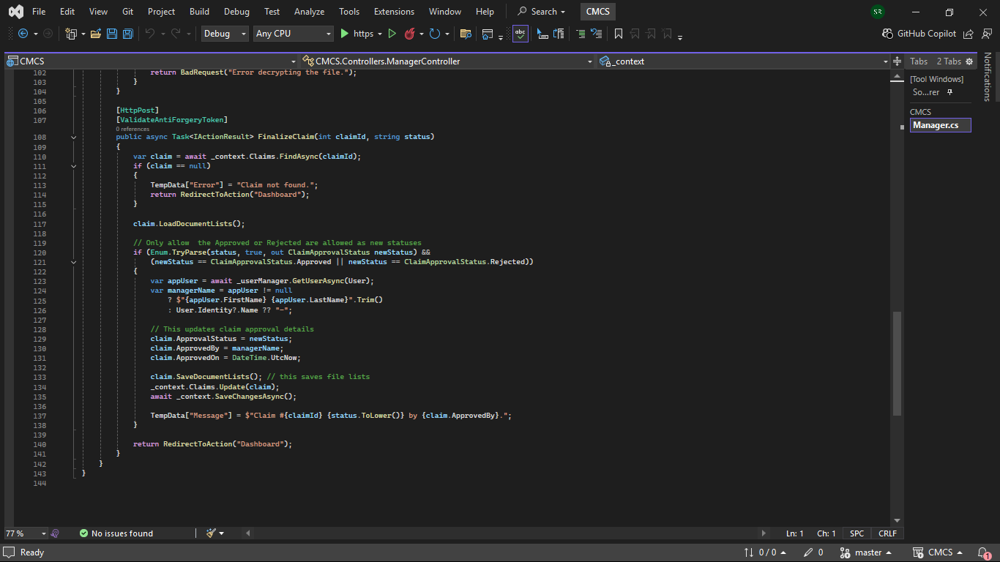 File Edit View Git Project Build Debug Test Analyze Tools Extensions Window Help Search CMCS SR
Debug Any CPU https abc GitHub Copilot
CMCS CMCS.Controllers.ManagerController _context Tabs 2 Tabs Notifications
[Tool Windows]
So...rer
CMCS
Manager.cs
102 return BadRequest("Error decrypting the file.");
103 }
104 }
105
106 [HttpPost]
107 [ValidateAntiForgeryToken]
0 references
108 public async Task<IActionResult> FinalizeClaim(int claimId, string status)
109 {
110 var claim = await _context.Claims.FindAsync(claimId);
111 if (claim == null)
112 {
113 TempData["Error"] = "Claim not found.";
114 return RedirectToAction("Dashboard");
115 }
116
117 claim.LoadDocumentLists();
118
119 // Only allow  the Approved or Rejected are allowed as new statuses
120 if (Enum.TryParse(status, true, out ClaimApprovalStatus newStatus) &&
121 (newStatus == ClaimApprovalStatus.Approved || newStatus == ClaimApprovalStatus.Rejected))
122 {
123 var appUser = await _userManager.GetUserAsync(User);
124 var managerName = appUser != null
125 ? $"{appUser.FirstName} {appUser.LastName}".Trim()
126 : User.Identity?.Name ?? "-";
127
128 // This updates claim approval details
129 claim.ApprovalStatus = newStatus;
130 claim.ApprovedBy = managerName;
131 claim.ApprovedOn = DateTime.UtcNow;
132
133 claim.SaveDocumentLists(); // this saves file lists
134 _context.Claims.Update(claim);
135 await _context.SaveChangesAsync();
136
137 TempData["Message"] = $"Claim #{claimId} {status.ToLower()} by {claim.ApprovedBy}.";
138 }
139
140 return RedirectToAction("Dashboard");
141 }
142 }
143 }
144
77 % No issues found Ln: 1 Ch: 1 SPC CRLF
Ready 0 / 0 0 master CMCS 1